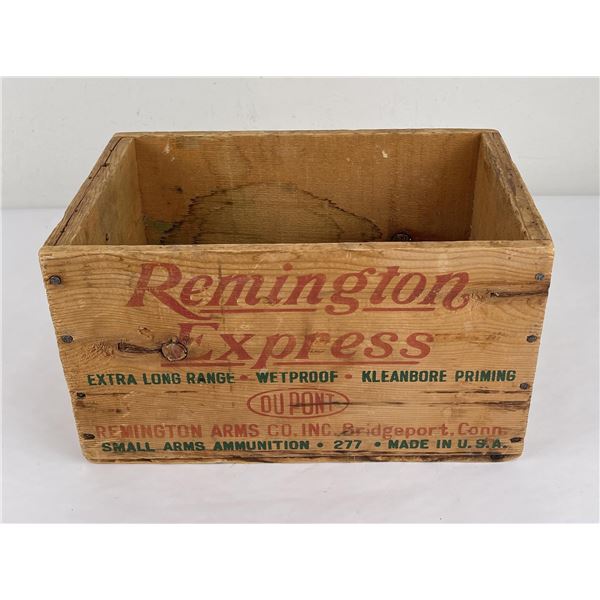 Remington
Express
EXTRA LONG RANGE • WETPROOF • KLEANBORE PRIMING
DU PONT
REMINGTON ARMS CO. INC. Bridgeport, Conn.
SMALL ARMS AMMUNITION • 277 • MADE IN U.S.A.